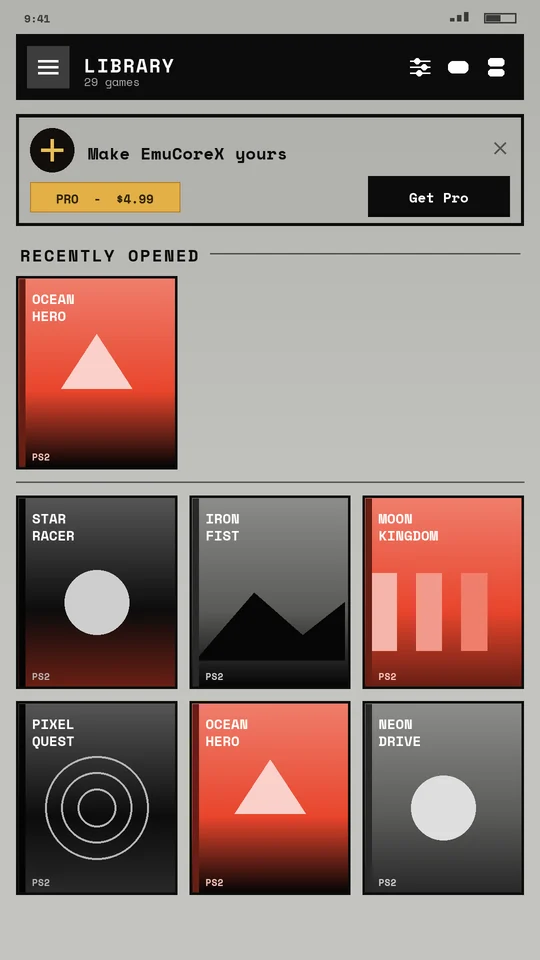 9:41
LIBRARY
29 games
Make EmuCoreX yours
PRO - $4.99
Get Pro
RECENTLY OPENED
OCEAN
HERO
PS2
STAR
RACER
PS2
IRON
FIST
PS2
MOON
KINGDOM
PS2
PIXEL
QUEST
PS2
OCEAN
HERO
PS2
NEON
DRIVE
PS2